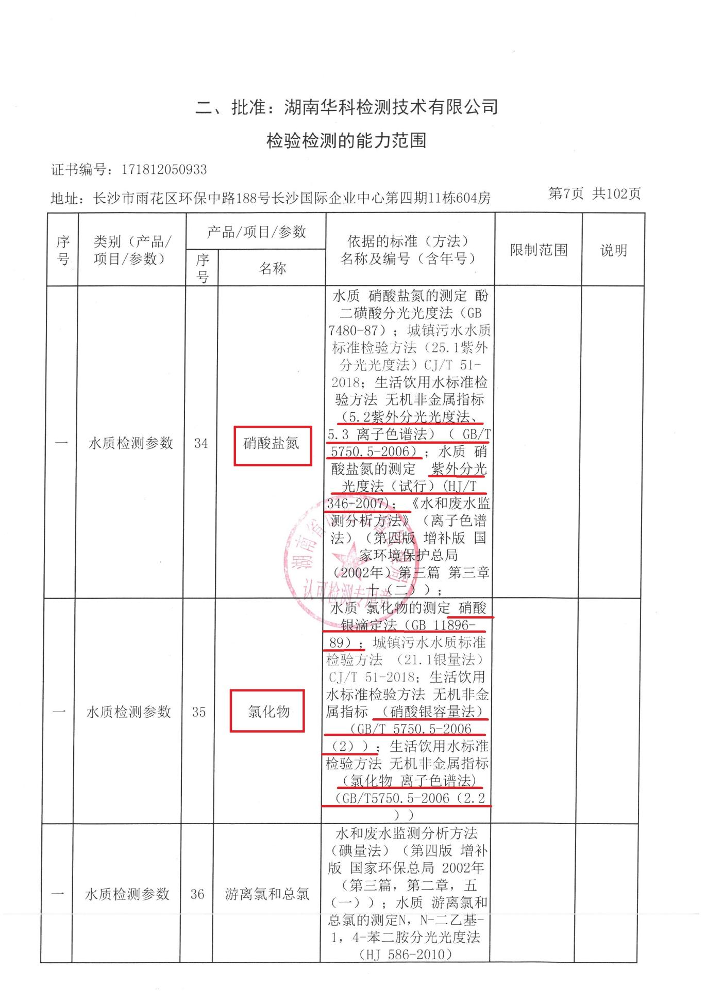 二、批准：湖南华科检测技术有限公司
检验检测的能力范围
证书编号：171812050933
地址：长沙市雨花区环保中路188号长沙国际企业中心第四期11栋604房
第7页 共102页
序号
类别（产品/
项目/参数）
产品/项目/参数
序号
名称
依据的标准（方法）
名称及编号（含年号）
限制范围
说明
一
水质检测参数
34
硝酸盐氮
水质 硝酸盐氮的测定 酚
二磺酸分光光度法（GB
7480-87）；城镇污水水质
标准检验方法（25.1紫外
分光光度法）CJ/T 51-
2018；生活饮用水标准检
验方法 无机非金属指标
（5.2紫外分光光度法、
5.3 离子色谱法）（ GB/T
5750.5-2006）；水质 硝
酸盐氮的测定 紫外分光
光度法（试行）(HJ/T
346-2007)；《水和废水监
测分析方法》（离子色谱
法）（第四版 增补版 国
家环境保护总局
（2002年）第三篇 第三章
十（二））；
湖南省质量技术监督局
认可检测专用章
一
水质检测参数
35
氯化物
水质 氯化物的测定 硝酸
银滴定法（GB 11896-
89）；城镇污水水质标准
检验方法 （21.1银量法）
CJ/T 51-2018；生活饮用
水标准检验方法 无机非金
属指标 （硝酸银容量法）
（GB/T 5750.5-2006
（2））；生活饮用水标准
检验方法 无机非金属指标
（氯化物 离子色谱法）
（GB/T5750.5-2006（2.2
））
一
水质检测参数
36
游离氯和总氯
水和废水监测分析方法
（碘量法）（第四版 增补
版 国家环保总局 2002年
（第三篇，第二章，五
（一））；水质 游离氯和
总氯的测定N，N-二乙基-
1，4-苯二胺分光光度法
（HJ 586-2010）